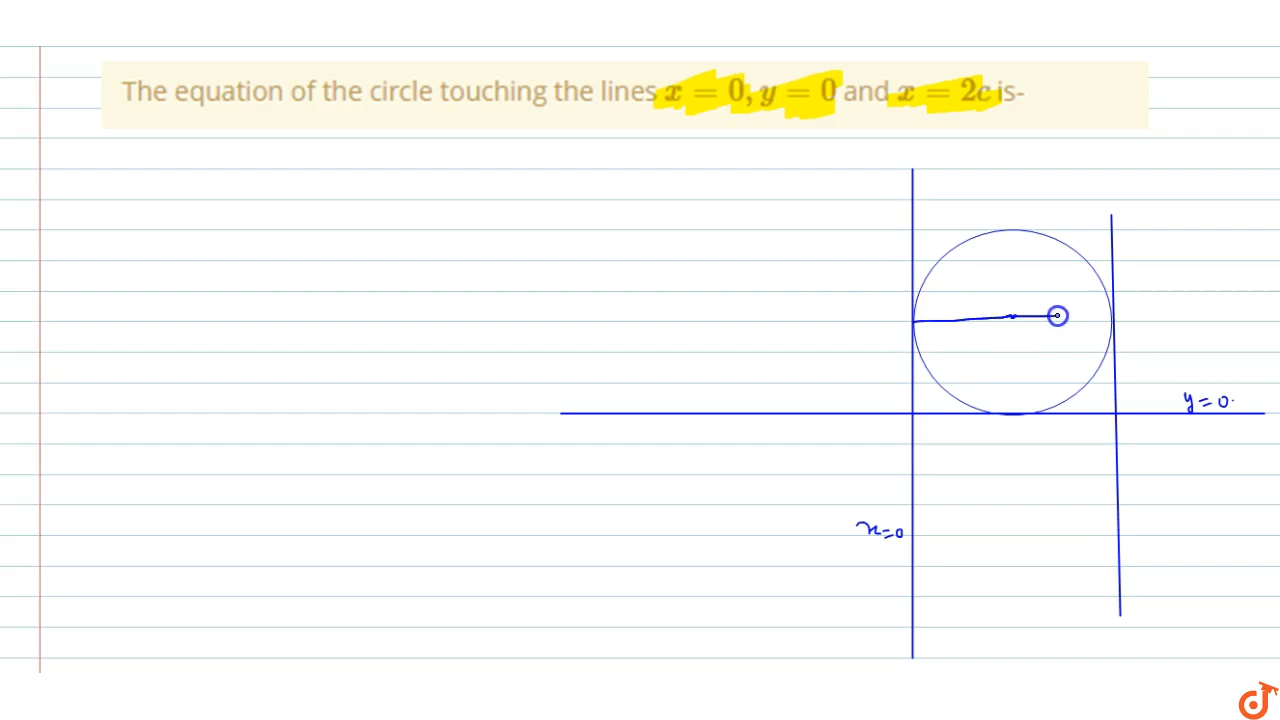 The equation of the circle touching the lines x = 0, y = 0 and x = 2c is-
y=0.
x=0